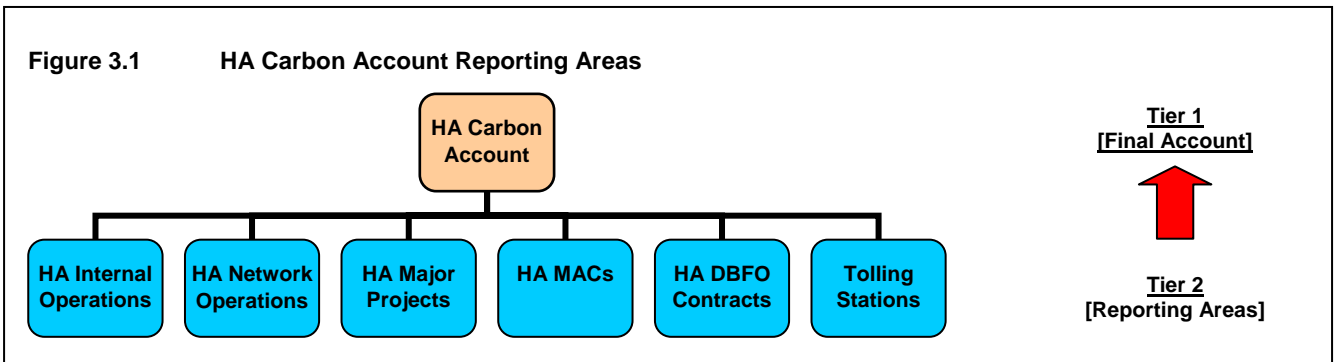 Figure 3.1 HA Carbon Account Reporting Areas
HA Carbon
Account
Tier 1
[Final Account]
HA Internal
Operations
HA Network
Operations
HA Major
Projects
HA MACs
HA DBFO
Contracts
Tolling
Stations
Tier 2
[Reporting Areas]